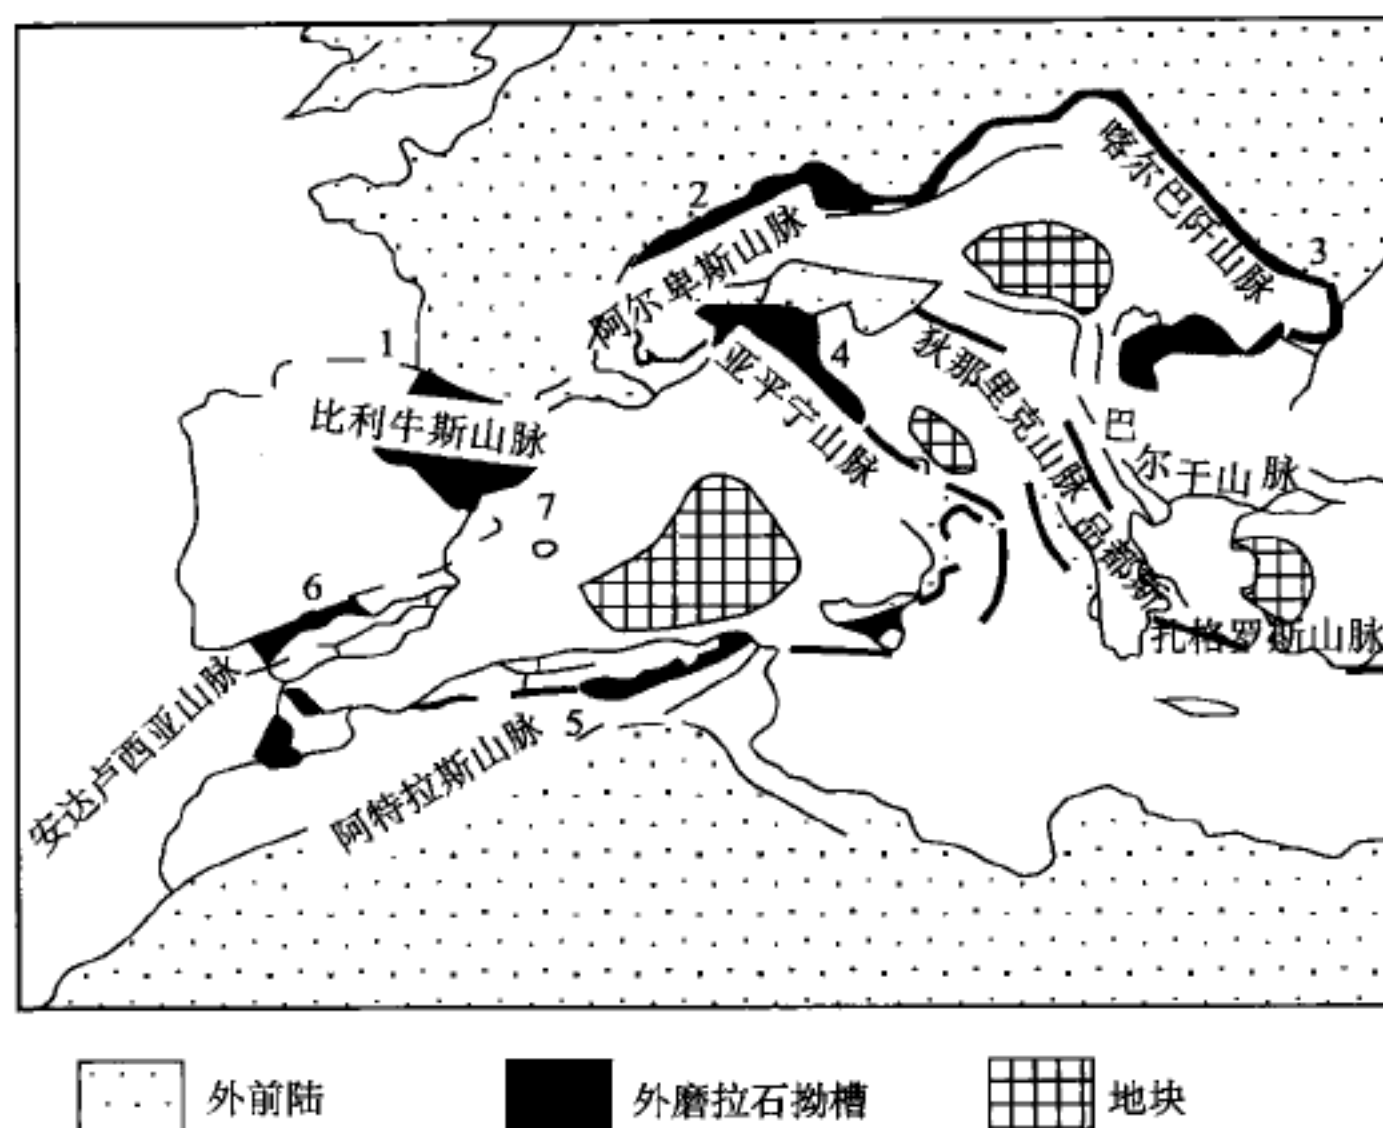 喀尔巴阡山脉
2
3
阿尔卑斯山脉
1
4
狄那里克山脉
亚平宁山脉
比利牛斯山脉
巴尔干山脉
7
品都斯
6
扎格罗斯山脉
安达卢西亚山脉
5
阿特拉斯山脉
外前陆
外磨拉石拗槽
地块